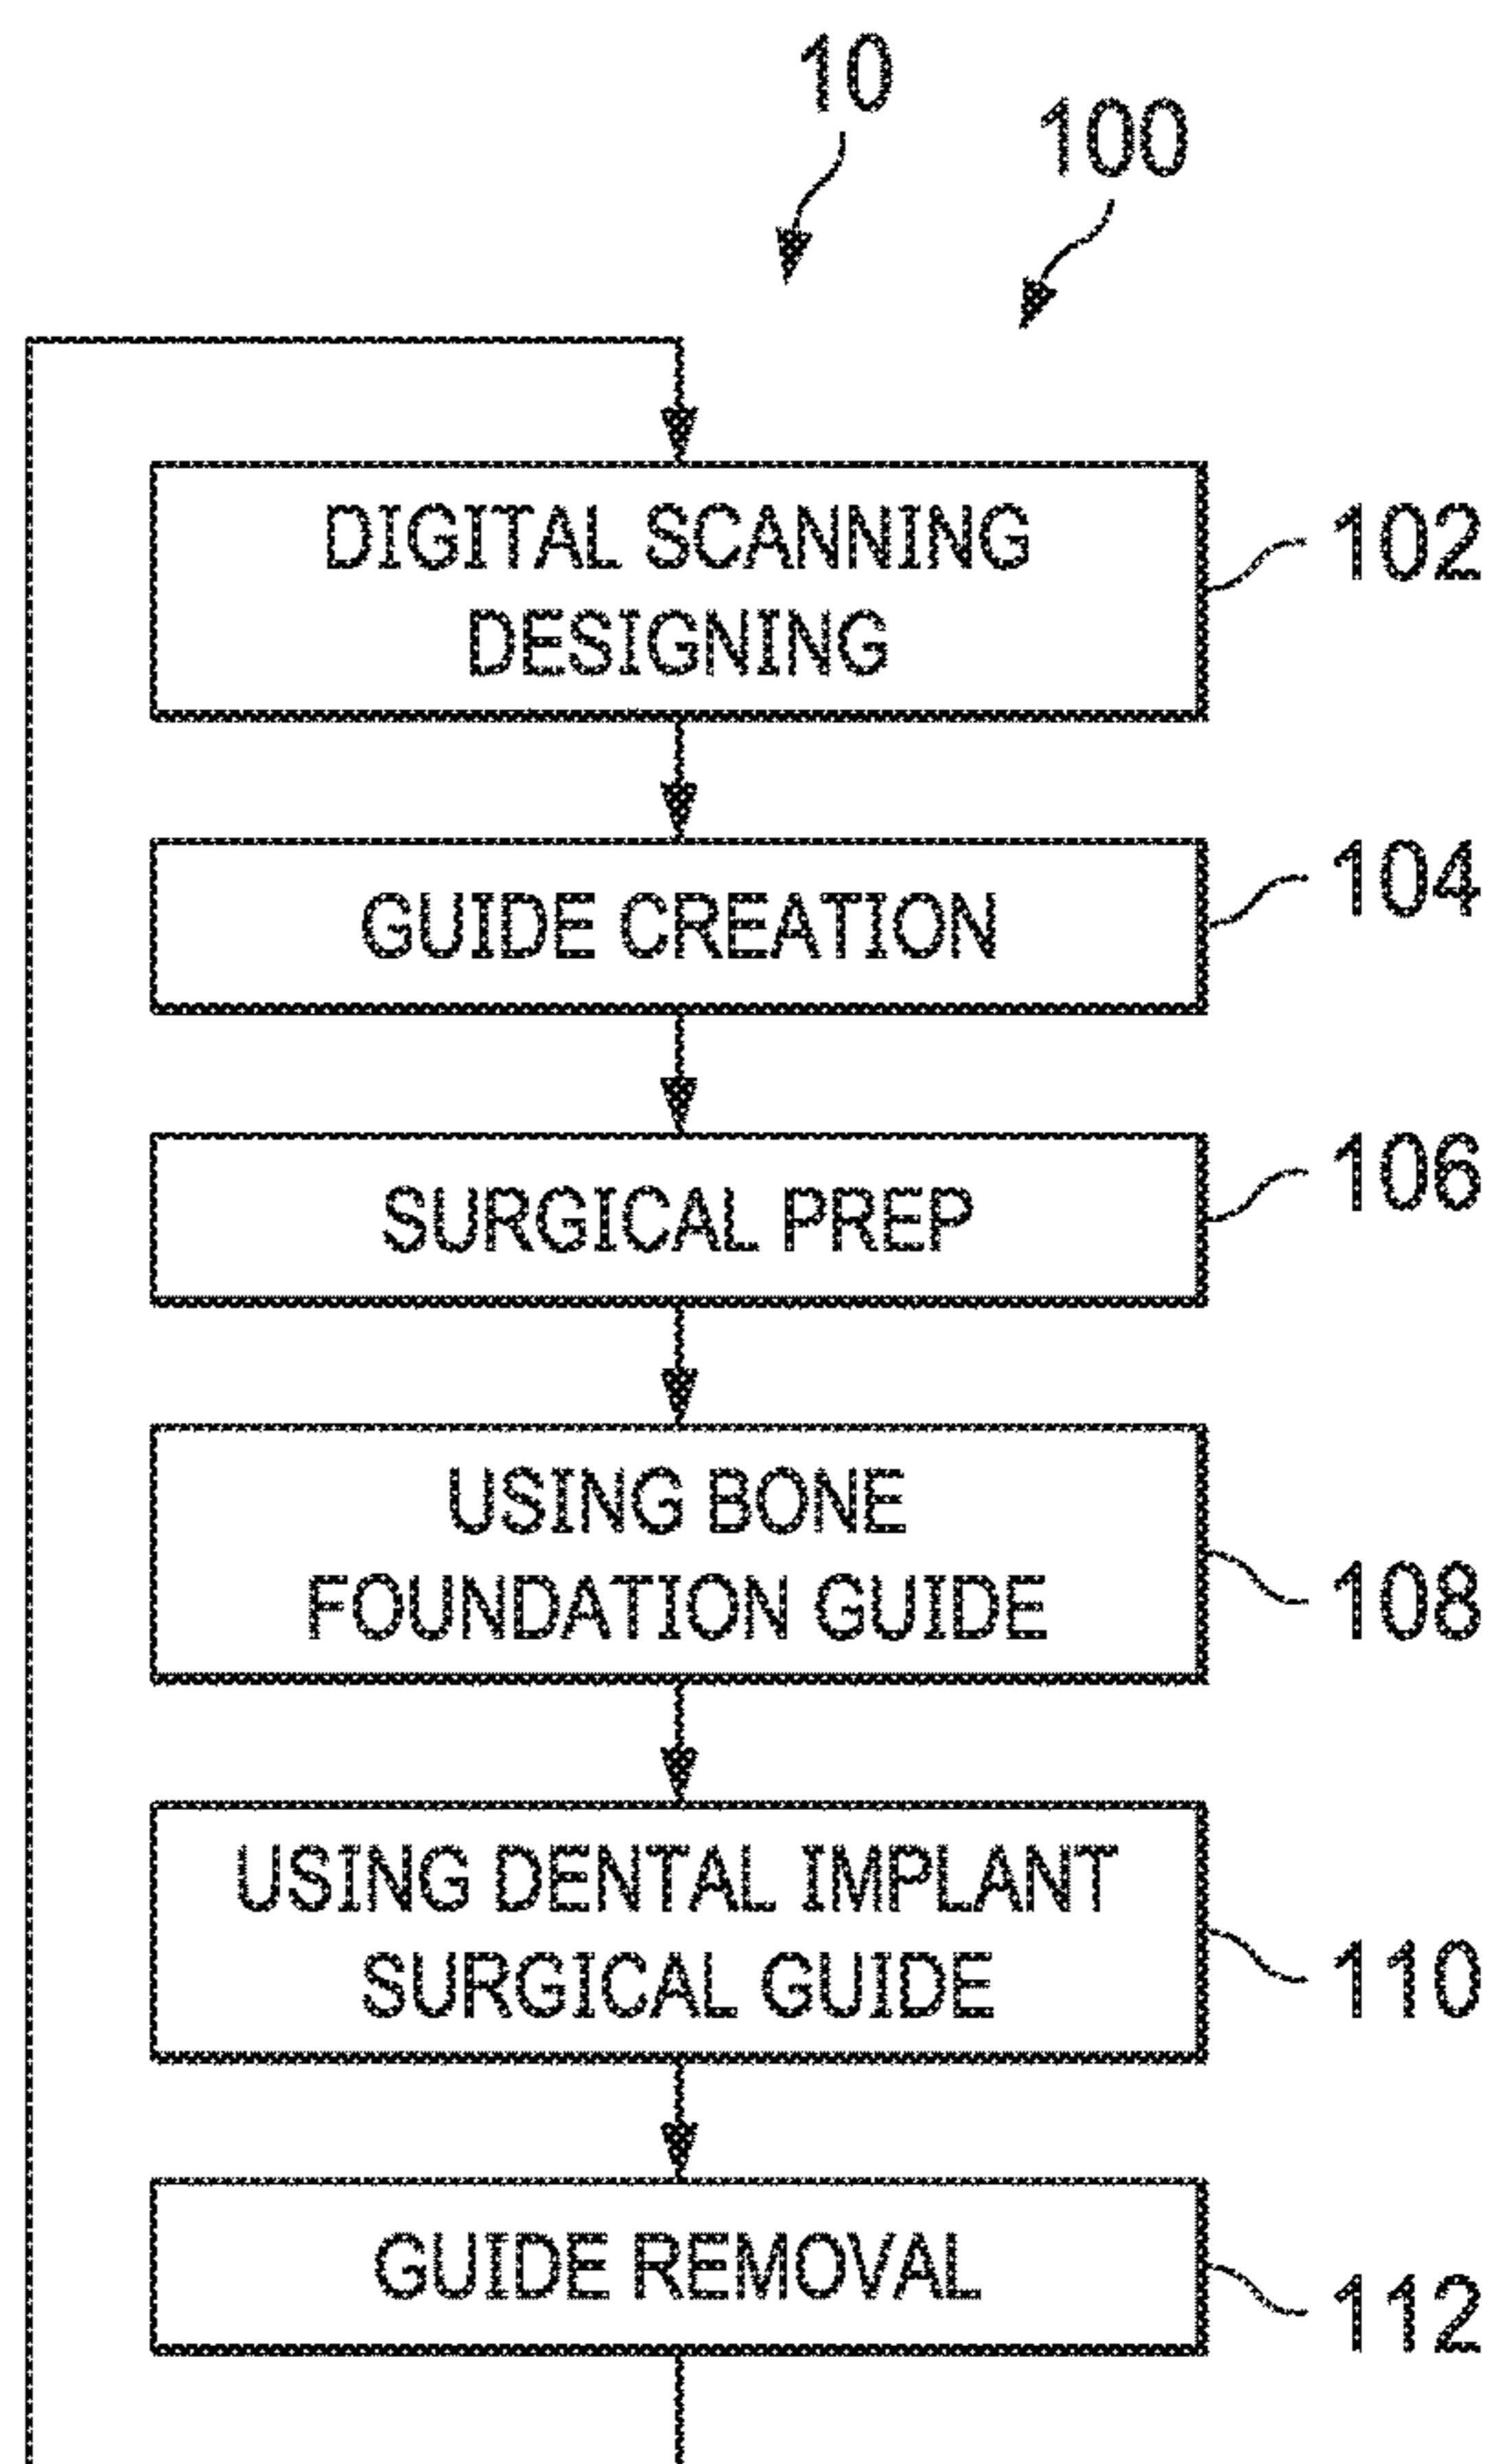 10
100
DIGITAL SCANNING
DESIGNING
102
GUIDE CREATION
104
SURGICAL PREP
106
USING BONE
FOUNDATION GUIDE
108
USING DENTAL IMPLANT
SURGICAL GUIDE
110
GUIDE REMOVAL
112